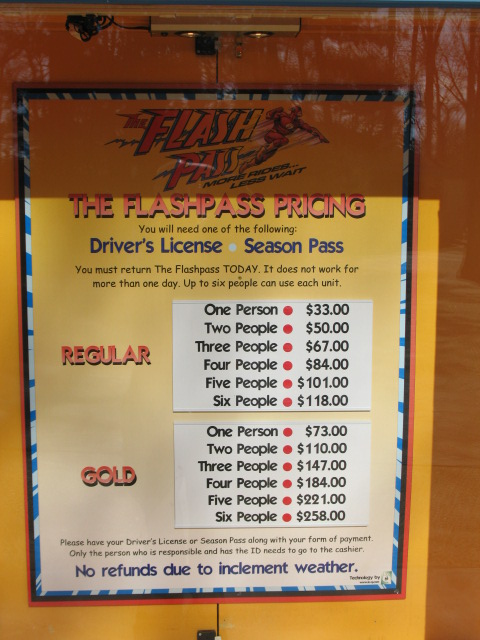 THE
FLASH
PASS
MORE RIDES...
LESS WAIT
THE FLASHPASS PRICING
You will need one of the following:
Driver's License • Season Pass
You must return The Flashpass TODAY. It does not work for
more than one day. Up to six people can use each unit.
REGULAR
One Person • $33.00
Two People • $50.00
Three People • $67.00
Four People • $84.00
Five People • $101.00
Six People • $118.00
GOLD
One Person • $73.00
Two People • $110.00
Three People • $147.00
Four People • $184.00
Five People • $221.00
Six People • $258.00
Please have your Driver's License or Season Pass along with your form of payment.
Only the person who is responsible and has the ID needs to go to the cashier.
No refunds due to inclement weather.
Technology by